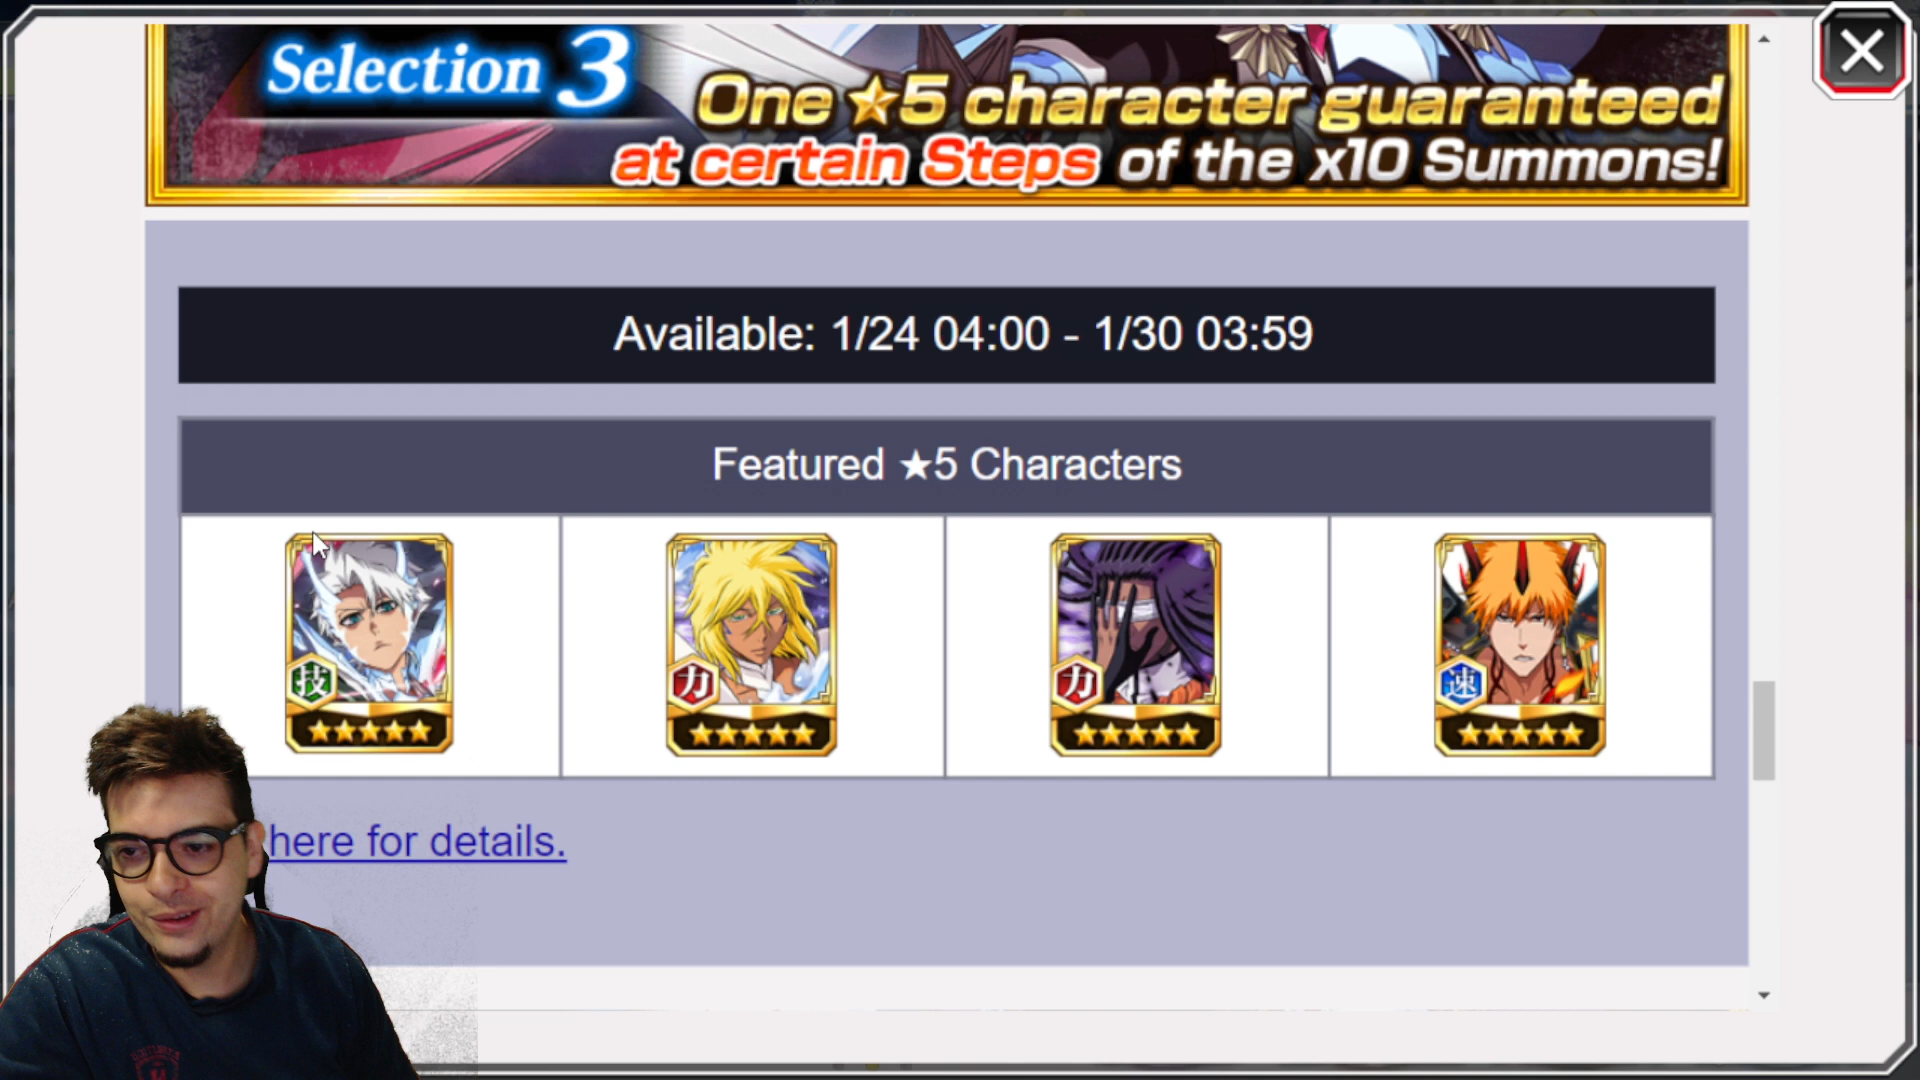 Selection 3
One ★5 character guaranteed
at certain Steps of the x10 Summons!
Available: 1/24 04:00 - 1/30 03:59
Featured ★5 Characters
技
力
力
速
here for details.